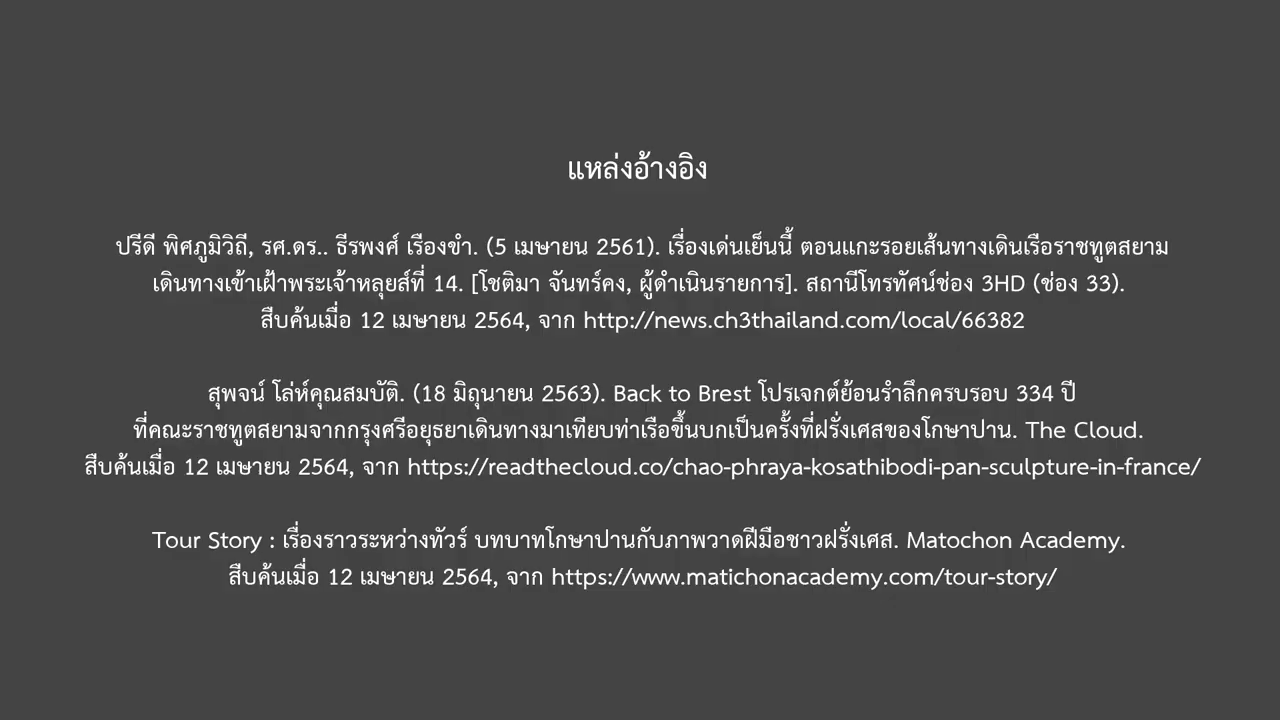 แหล่งอ้างอิง
ปรีดี พิศภูมิวิถี, รศ.ดร.. ธีรพงศ์ เรืองขำ. (5 เมษายน 2561). เรื่องเด่นเย็นนี้ ตอนแกะรอยเส้นทางเดินเรือราชทูตสยาม
เดินทางเข้าเฝ้าพระเจ้าหลุยส์ที่ 14. [โชติมา จันทร์คง, ผู้ดำเนินรายการ]. สถานีโทรทัศน์ช่อง 3HD (ช่อง 33).
สืบค้นเมื่อ 12 เมษายน 2564, จาก http://news.ch3thailand.com/local/66382
สุพจน์ โล่ห์คุณสมบัติ. (18 มิถุนายน 2563). Back to Brest โปรเจกต์ย้อนรำลึกครบรอบ 334 ปี
ที่คณะราชทูตสยามจากกรุงศรีอยุธยาเดินทางมาเทียบท่าเรือขึ้นบกเป็นครั้งที่ฝรั่งเศสของโกษาปาน. The Cloud.
สืบค้นเมื่อ 12 เมษายน 2564, จาก https://readthecloud.co/chao-phraya-kosathibodi-pan-sculpture-in-france/
Tour Story : เรื่องราวระหว่างทัวร์ บทบาทโกษาปานกับภาพวาดฝีมือชาวฝรั่งเศส. Matochon Academy.
สืบค้นเมื่อ 12 เมษายน 2564, จาก https://www.matichonacademy.com/tour-story/